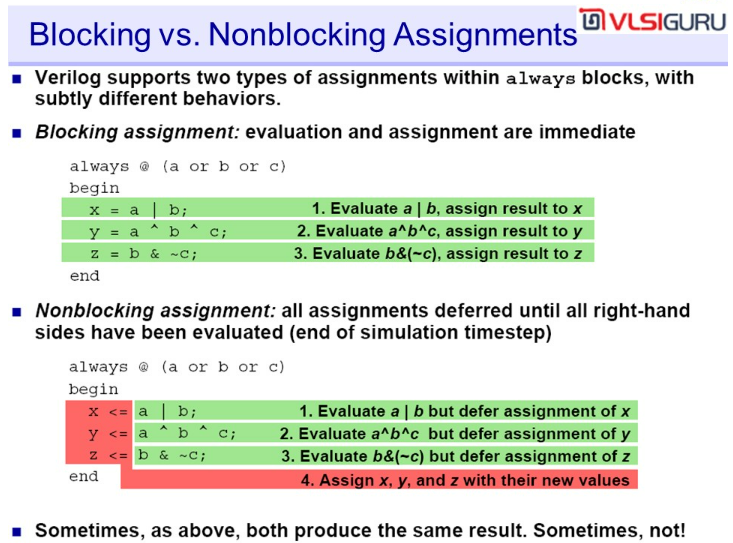 Blocking vs. Nonblocking Assignments
VLSIGURU
Verilog supports two types of assignments within always blocks, with
subtly different behaviors.
Blocking assignment: evaluation and assignment are immediate
always @ (a or b or c)
begin
x = a | b; 1. Evaluate a | b, assign result to x
y = a ^ b ^ c; 2. Evaluate a^b^c, assign result to y
z = b & ~c; 3. Evaluate b&(~c), assign result to z
end
Nonblocking assignment: all assignments deferred until all right-hand
sides have been evaluated (end of simulation timestep)
always @ (a or b or c)
begin
x <= a | b; 1. Evaluate a | b but defer assignment of x
y <= a ^ b ^ c; 2. Evaluate a^b^c but defer assignment of y
z <= b & ~c; 3. Evaluate b&(~c) but defer assignment of z
end 4. Assign x, y, and z with their new values
Sometimes, as above, both produce the same result. Sometimes, not!